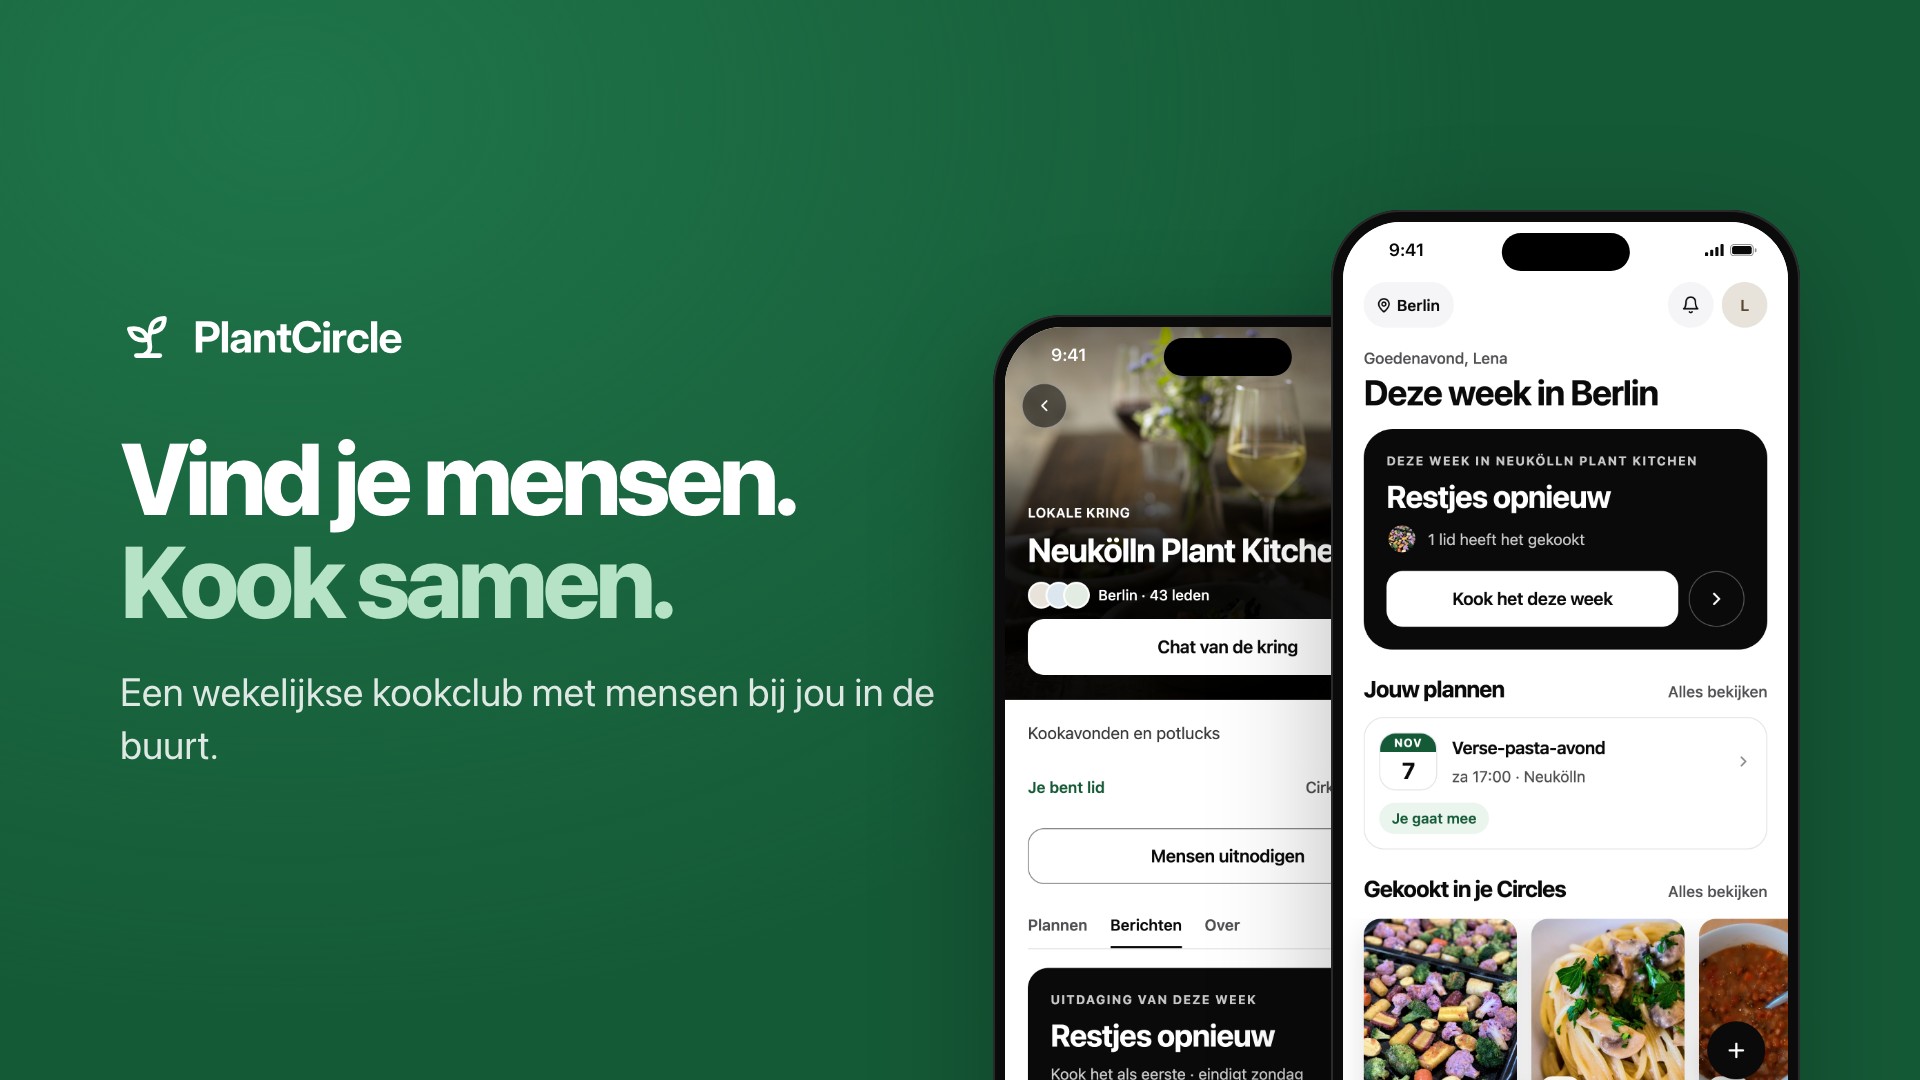 PlantCircle
Vind je mensen.
Kook samen.
Een wekelijkse kookclub met mensen bij jou in de
buurt.
9:41
LOKALE KRING
Neukölln Plant Kitche
Berlin · 43 leden
Chat van de kring
Kookavonden en potlucks
Je bent lid
Cirk
Mensen uitnodigen
Plannen Berichten Over
UITDAGING VAN DEZE WEEK
Restjes opnieuw
Kook het als eerste · eindigt zondag
9:41
Berlin
L
Goedenavond, Lena
Deze week in Berlin
DEZE WEEK IN NEUKÖLLN PLANT KITCHEN
Restjes opnieuw
1 lid heeft het gekookt
Kook het deze week
Jouw plannen
Alles bekijken
NOV
7
Verse-pasta-avond
za 17:00 · Neukölln
Je gaat mee
Gekookt in je Circles
Alles bekijken